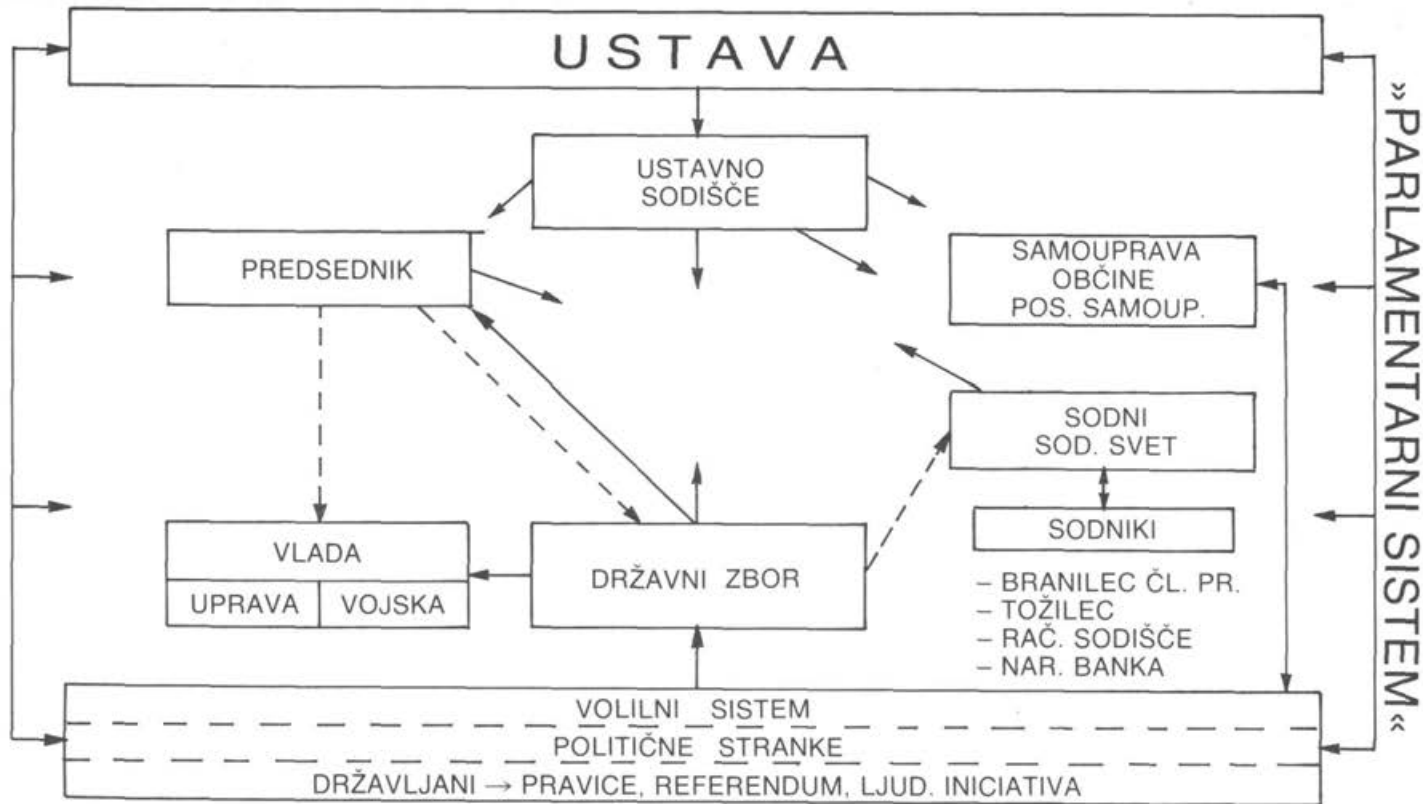 USTAVA
USTAVNO
SODIŠČE
PREDSEDNIK
SAMOUPRAVA
OBČINE
POS. SAMOUP.
SODNI
SOD. SVET
SODNIKI
VLADA
UPRAVA VOJSKA
DRŽAVNI ZBOR
– BRANILEC ČL. PR.
– TOŽILEC
– RAČ. SODIŠČE
– NAR. BANKA
VOLILNI SISTEM
POLITIČNE STRANKE
DRŽAVLJANI → PRAVICE, REFERENDUM, LJUD. INICIATIVA
»PARLAMENTARNI SISTEM«